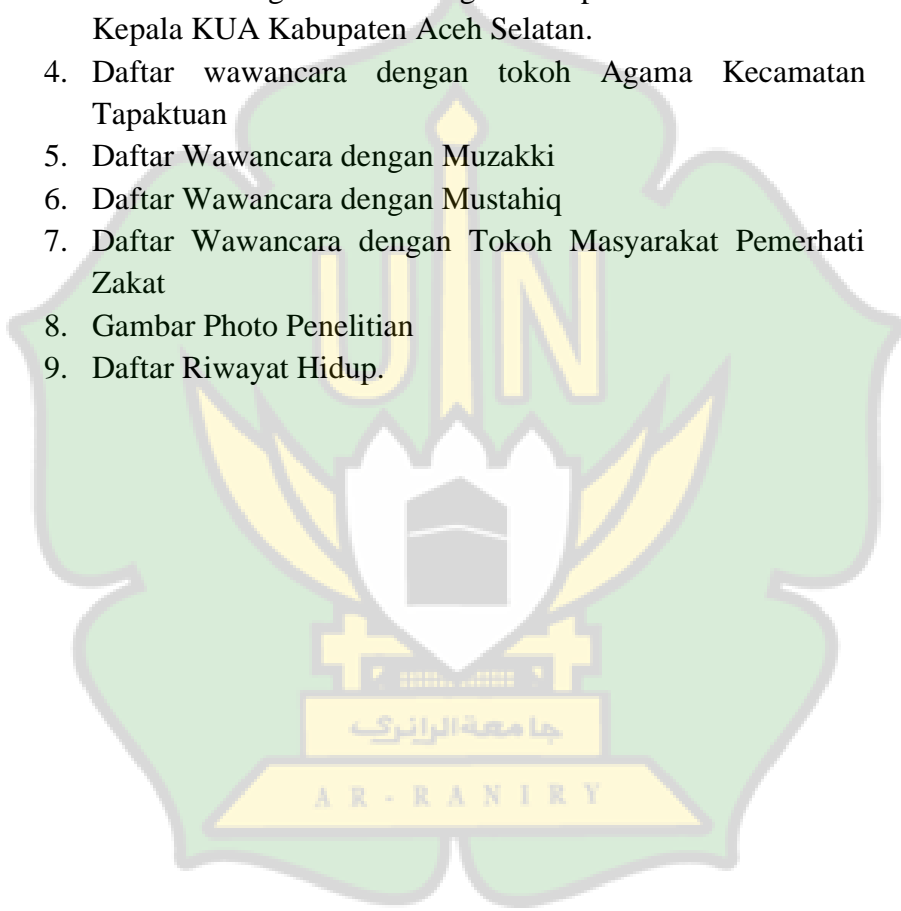 Kepala KUA Kabupaten Aceh Selatan.
4. Daftar wawancara dengan tokoh Agama Kecamatan
Tapaktuan
5. Daftar Wawancara dengan Muzakki
6. Daftar Wawancara dengan Mustahiq
7. Daftar Wawancara dengan Tokoh Masyarakat Pemerhati
Zakat
8. Gambar Photo Penelitian
9. Daftar Riwayat Hidup.
UIN
جامعة الرانري
AR-RANIRY